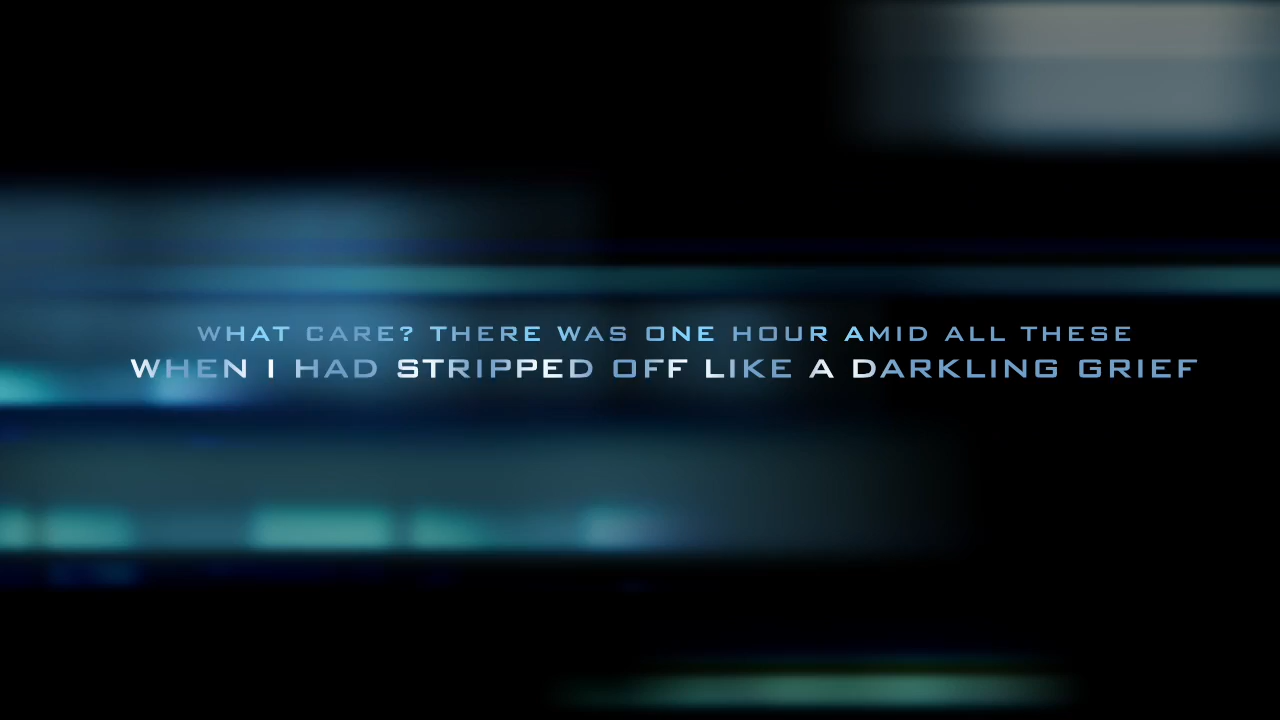 WHAT CARE? THERE WAS ONE HOUR AMID ALL THESE
WHEN I HAD STRIPPED OFF LIKE A DARKLING GRIEF